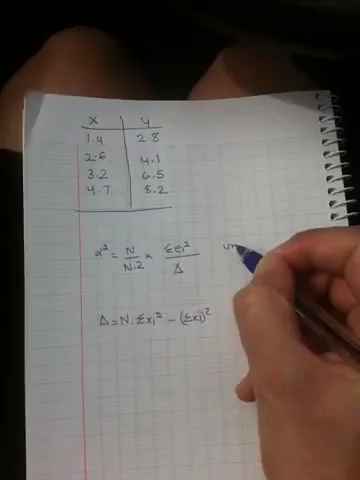 x y
1.4 2.8
2.6 4.1
3.2 6.5
4.7 8.2
α² = N/N-2 × Σei²/Δ
Δ = N · Σxi² - (Σxi)²